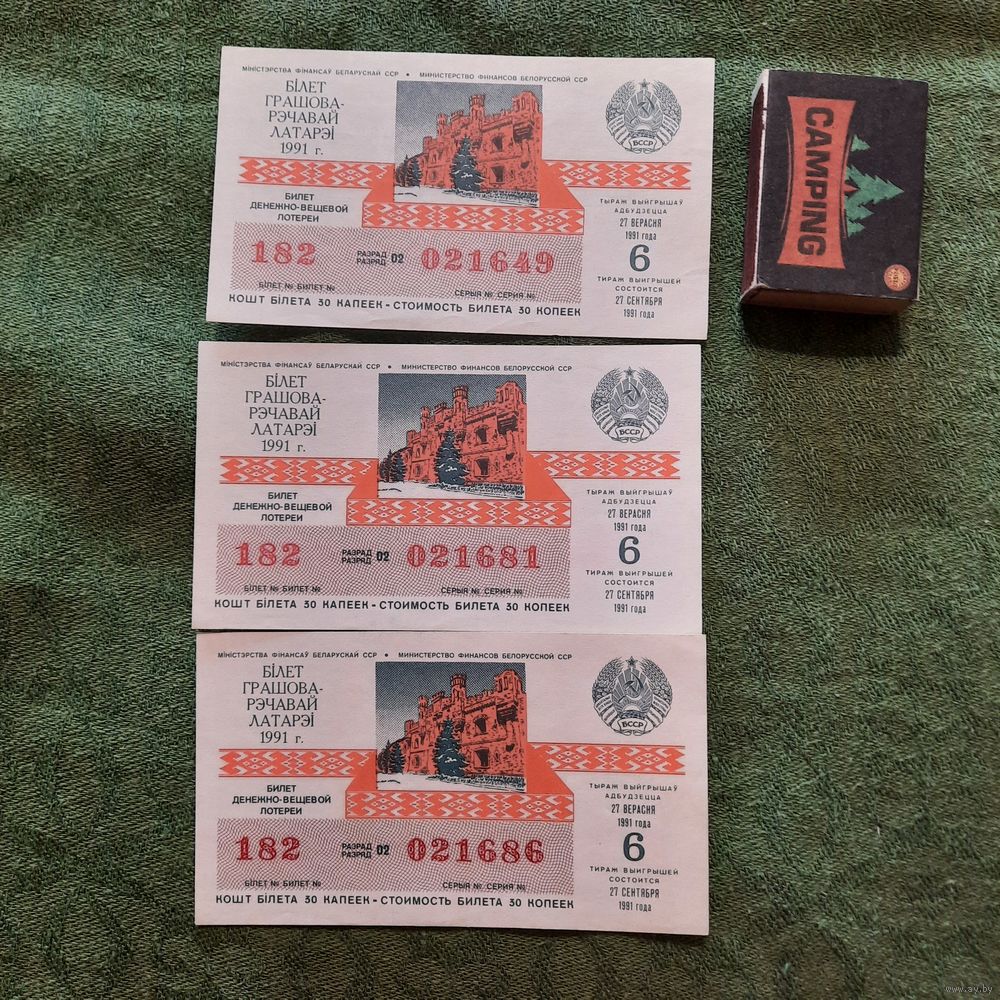 МІНІСТЭРСТВА ФІНАНСАЎ БЕЛАРУСКАЙ ССР • МИНИСТЕРСТВО ФИНАНСОВ БЕЛОРУССКОЙ ССР
БІЛЕТ
ГРАШОВА-
РЭЧАВАЙ
ЛАТАРЭІ
1991 г.
БССР
БИЛЕТ
ДЕНЕЖНО-ВЕЩЕВОЙ
ЛОТЕРЕИ
ТЫРАЖ ВЫЙГРЫШАЎ
АДБУДЗЕЦЦА
27 ВЕРАСНЯ
1991 года
6
ТИРАЖ ВЫИГРЫШЕЙ
СОСТОИТСЯ
27 СЕНТЯБРЯ
1991 года
182 РАЗРАД РАЗРЯД 02 021649
БІЛЕТ № БИЛЕТ № СЕРЫЯ № СЕРИЯ №
КОШТ БІЛЕТА 30 КАПЕЕК - СТОИМОСТЬ БИЛЕТА 30 КОПЕЕК
CAMPING
МІНІСТЭРСТВА ФІНАНСАЎ БЕЛАРУСКАЙ ССР • МИНИСТЕРСТВО ФИНАНСОВ БЕЛОРУССКОЙ ССР
БІЛЕТ
ГРАШОВА-
РЭЧАВАЙ
ЛАТАРЭІ
1991 г.
БССР
БИЛЕТ
ДЕНЕЖНО-ВЕЩЕВОЙ
ЛОТЕРЕИ
ТЫРАЖ ВЫЙГРЫШАЎ
АДБУДЗЕЦЦА
27 ВЕРАСНЯ
1991 года
6
ТИРАЖ ВЫИГРЫШЕЙ
СОСТОИТСЯ
27 СЕНТЯБРЯ
1991 года
182 РАЗРАД РАЗРЯД 02 021681
БІЛЕТ № БИЛЕТ № СЕРЫЯ № СЕРИЯ №
КОШТ БІЛЕТА 30 КАПЕЕК - СТОИМОСТЬ БИЛЕТА 30 КОПЕЕК
МІНІСТЭРСТВА ФІНАНСАЎ БЕЛАРУСКАЙ ССР • МИНИСТЕРСТВО ФИНАНСОВ БЕЛОРУССКОЙ ССР
БІЛЕТ
ГРАШОВА-
РЭЧАВАЙ
ЛАТАРЭІ
1991 г.
БССР
БИЛЕТ
ДЕНЕЖНО-ВЕЩЕВОЙ
ЛОТЕРЕИ
ТЫРАЖ ВЫЙГРЫШАЎ
АДБУДЗЕЦЦА
27 ВЕРАСНЯ
1991 года
6
ТИРАЖ ВЫИГРЫШЕЙ
СОСТОИТСЯ
27 СЕНТЯБРЯ
1991 года
182 РАЗРАД РАЗРЯД 02 021686
БІЛЕТ № БИЛЕТ № СЕРЫЯ № СЕРИЯ №
КОШТ БІЛЕТА 30 КАПЕЕК - СТОИМОСТЬ БИЛЕТА 30 КОПЕЕК
www.ay.by